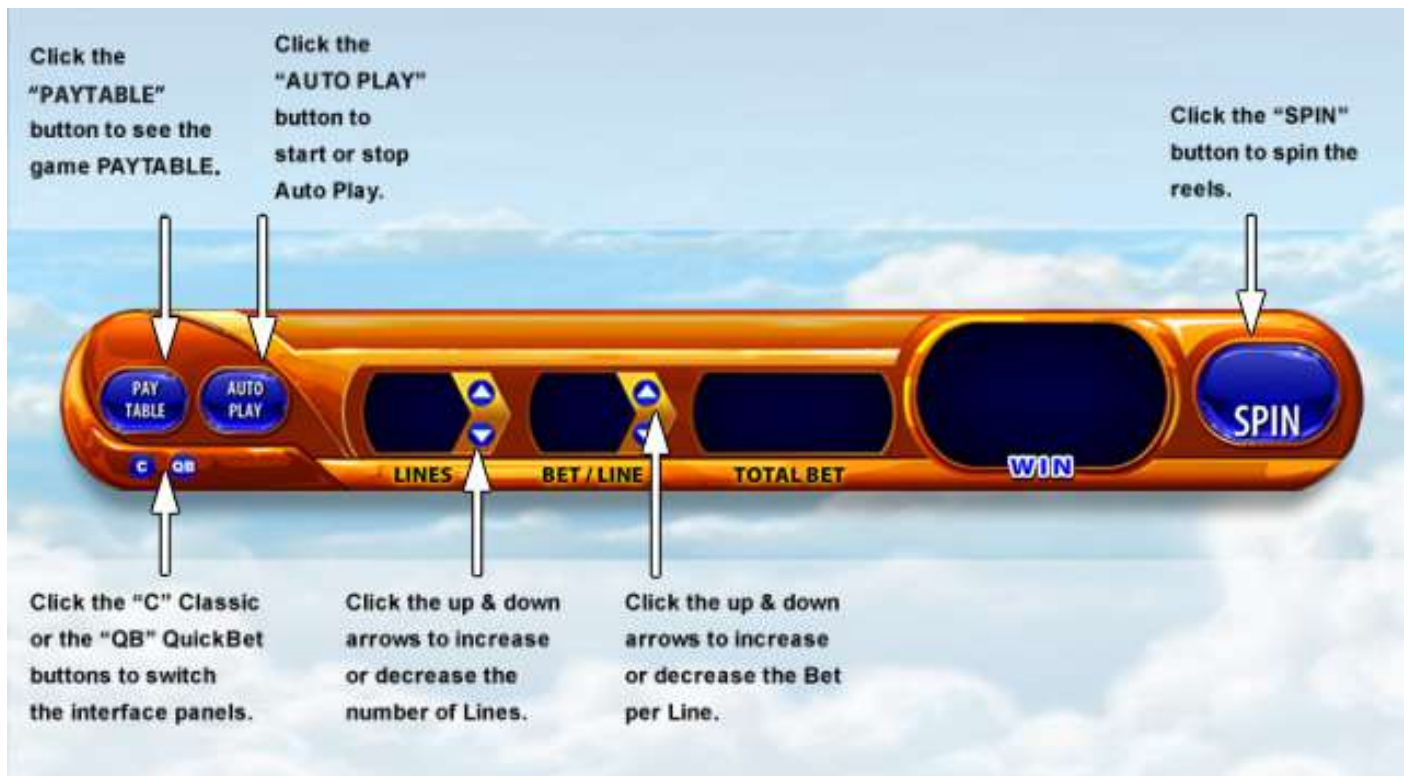 Click the
"PAYTABLE"
button to see the
game PAYTABLE.
Click the
"AUTO PLAY"
button to
start or stop
Auto Play.
Click the "SPIN"
button to spin the
reels.
PAY
TABLE
AUTO
PLAY
SPIN
C
QB
LINES
BET / LINE
TOTAL BET
WIN
Click the "C" Classic
or the "QB" QuickBet
buttons to switch
the interface panels.
Click the up & down
arrows to increase
or decrease the
number of Lines.
Click the up & down
arrows to increase
or decrease the Bet
per Line.